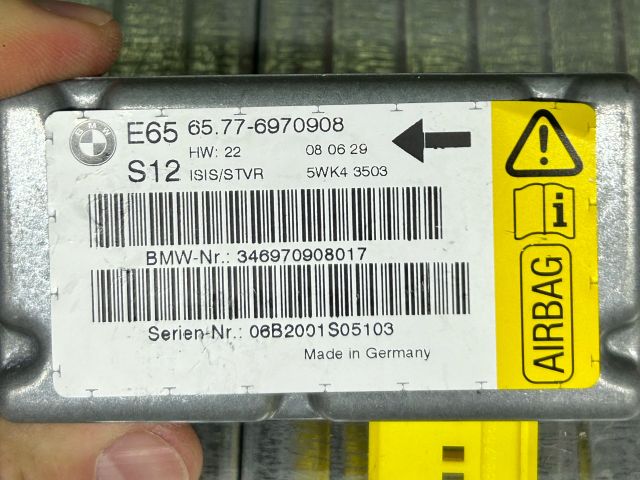 BMW
E65 65.77-6970908
S12 HW: 22 08 06 29
ISIS/STVR 5WK4 3503
BMW-Nr.: 346970908017
Serien-Nr.: 06B2001S05103
Made in Germany
i
AIRBAG